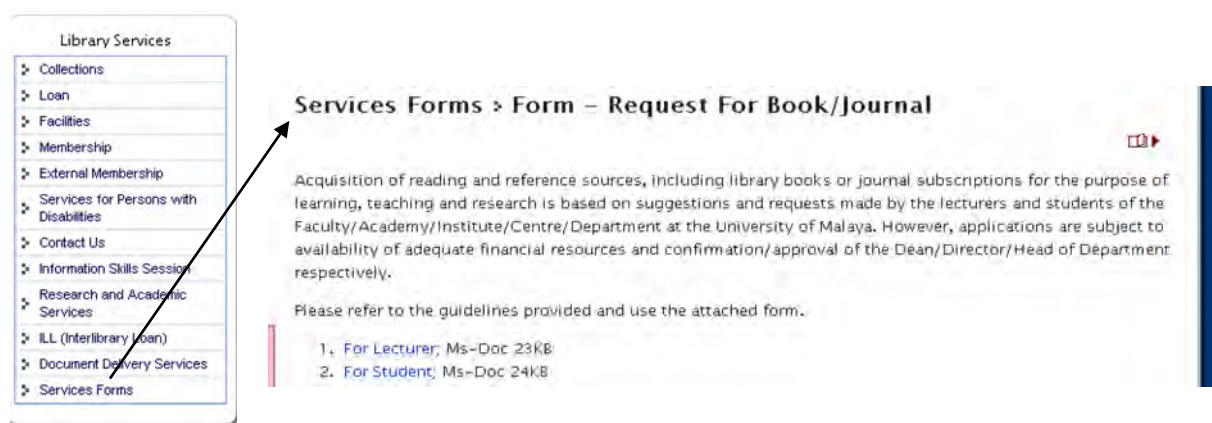 Library Services
Collections
Loan
Facilities
Membership
External Membership
Services for Persons with
Disabilities
Contact Us
Information Skills Session
Research and Academic
Services
ILL (Interlibrary Loan)
Document Delivery Services
Services Forms
Services Forms > Form – Request For Book/Journal
Acquisition of reading and reference sources, including library books or journal subscriptions for the purpose of
learning, teaching and research is based on suggestions and requests made by the lecturers and students of the
Faculty/Academy/Institute/Centre/Department at the University of Malaya. However, applications are subject to
availability of adequate financial resources and confirmation/approval of the Dean/Director/Head of Department
respectively.
Please refer to the guidelines provided and use the attached form.
1. For Lecturer; Ms-Doc 23KB
2. For Student; Ms-Doc 24KB